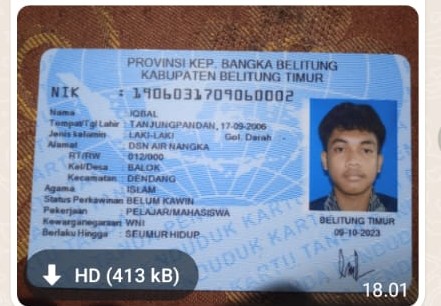 PROVINSI KEP. BANGKA BELITUNG
KABUPATEN BELITUNG TIMUR
NIK : 1906031709060002
Nama : IQBAL
Tempat/Tgl Lahir : TANJUNGPANDAN, 17-09-2006
Jenis kelamin : LAKI-LAKI Gol. Darah : -
Alamat : DSN AIR NANGKA
RT/RW : 012/000
Kel/Desa : BALOK
Kecamatan : DENDANG
Agama : ISLAM
Status Perkawinan: BELUM KAWIN
Pekerjaan : PELAJAR/MAHASISWA
Kewarganegaraan: WNI
Berlaku Hingga : SEUMUR HIDUP
BELITUNG TIMUR
09-10-2023
HD (413 kB)
18.01